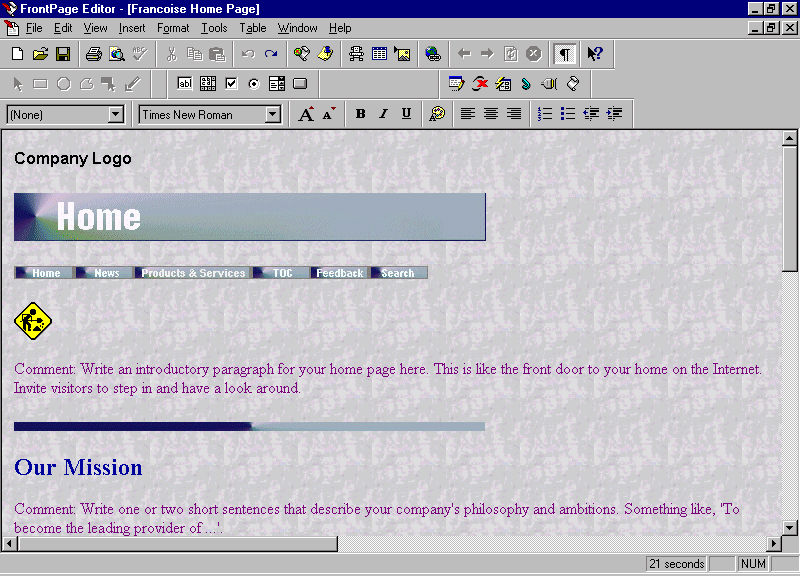 FrontPage Editor - [Francoise Home Page]
File Edit View Insert Format Tools Table Window Help
ABC
abl
(None) Times New Roman A A B I U
Company Logo
Home
Home News Products & Services TOC Feedback Search
Comment: Write an introductory paragraph for your home page here. This is like the front door to your home on the Internet.
Invite visitors to step in and have a look around.
Our Mission
Comment: Write one or two short sentences that describe your company's philosophy and ambitions. Something like, 'To
become the leading provider of ...'.
21 seconds NUM